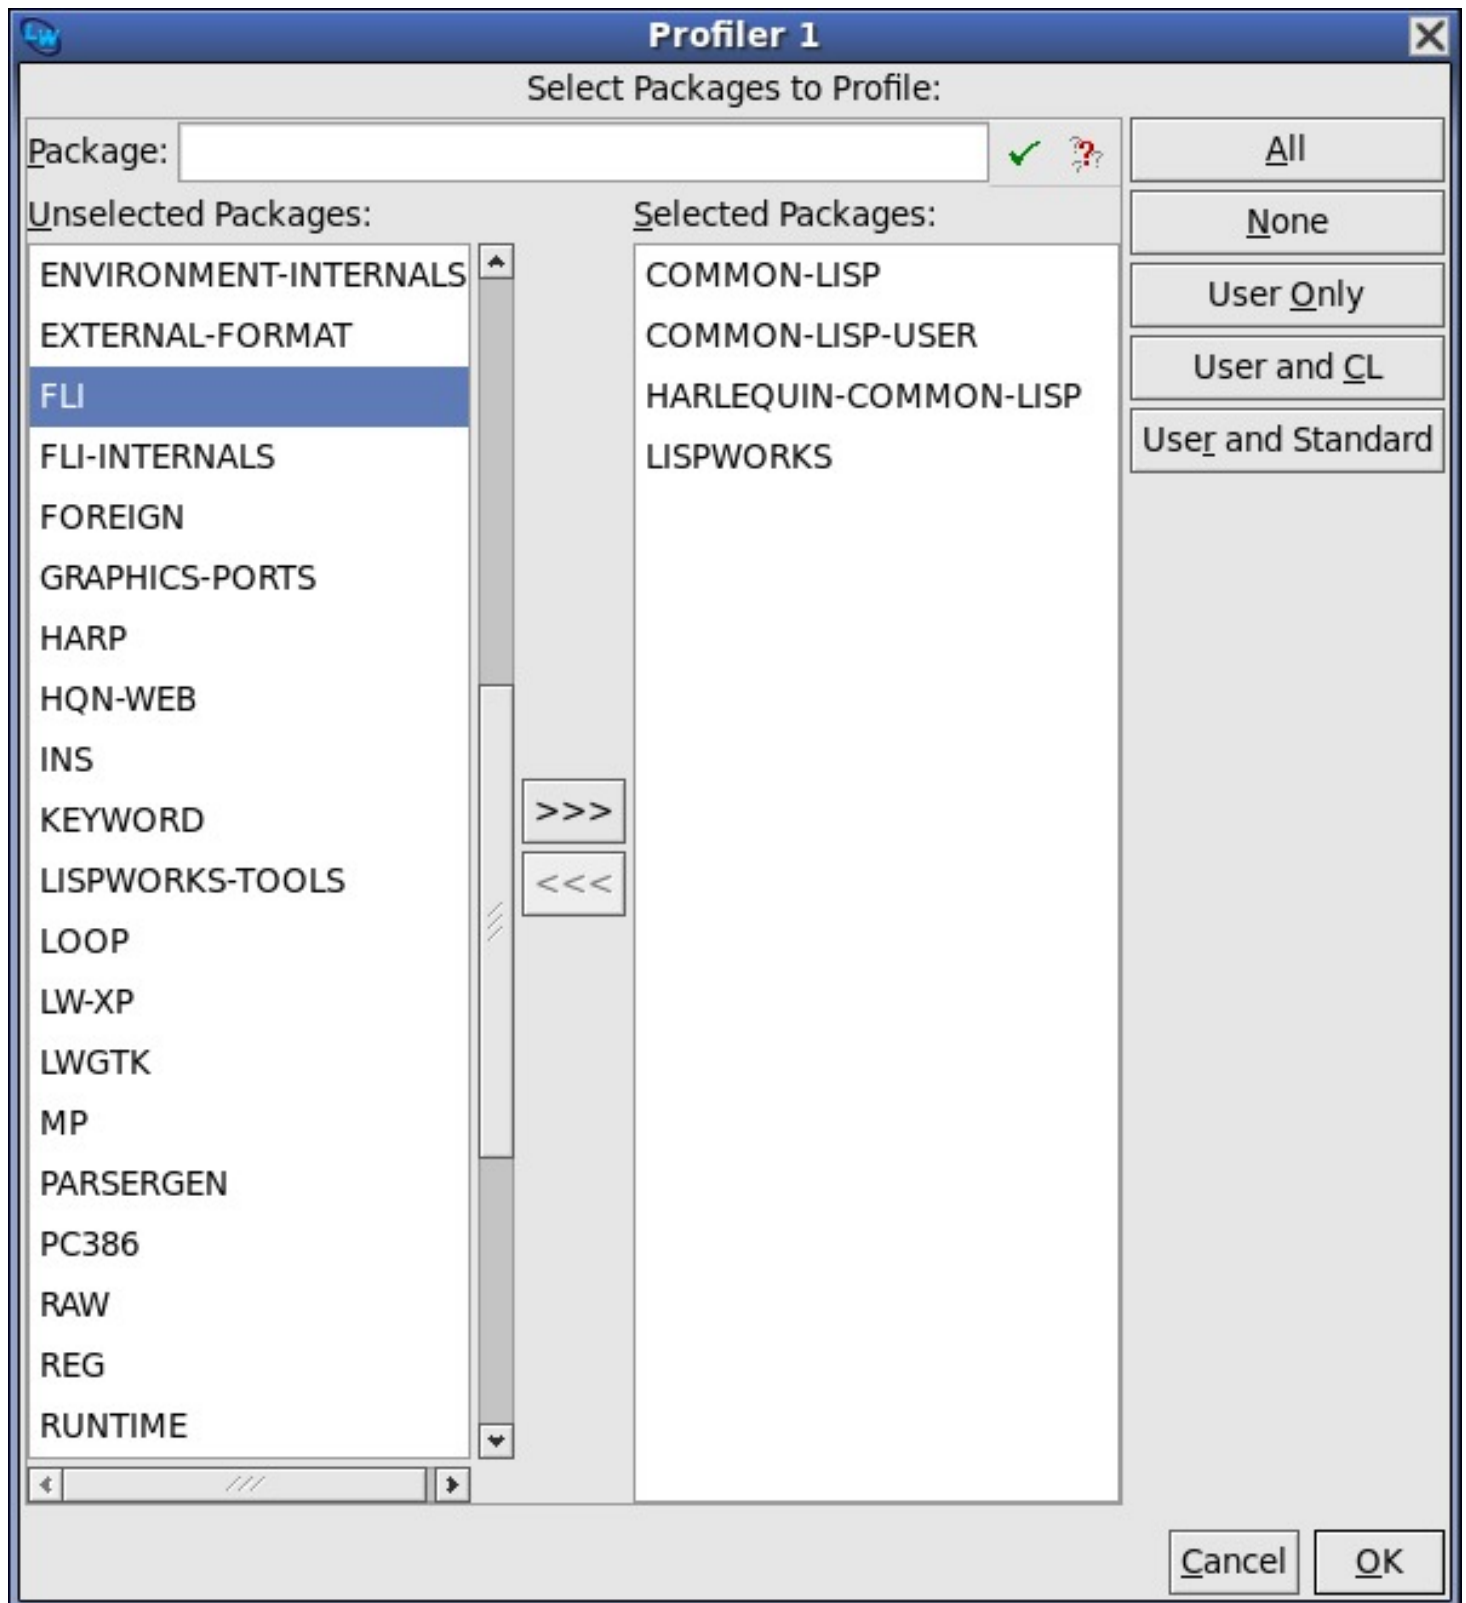 LW
Profiler 1
Select Packages to Profile:
Package:
All
Unselected Packages:
Selected Packages:
None
ENVIRONMENT-INTERNALS
EXTERNAL-FORMAT
FLI
FLI-INTERNALS
FOREIGN
GRAPHICS-PORTS
HARP
HQN-WEB
INS
KEYWORD
LISPWORKS-TOOLS
LOOP
LW-XP
LWGTK
MP
PARSERGEN
PC386
RAW
REG
RUNTIME
>>>
<<<
COMMON-LISP
COMMON-LISP-USER
HARLEQUIN-COMMON-LISP
LISPWORKS
User Only
User and CL
User and Standard
Cancel
OK